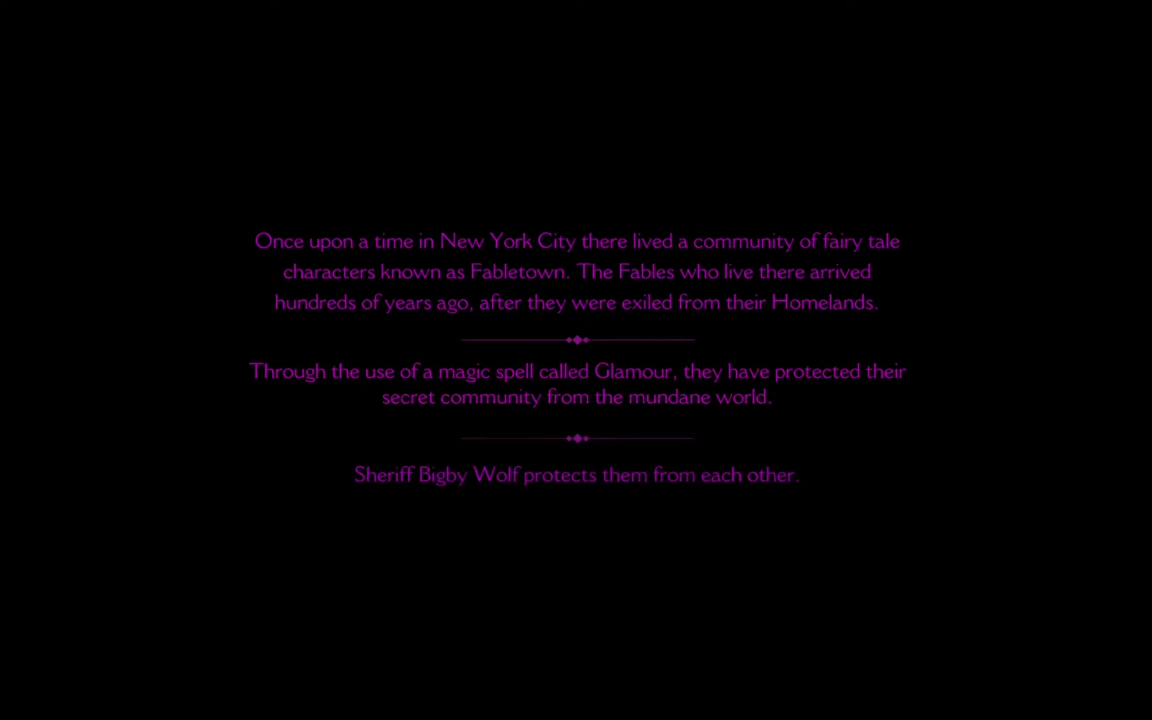 Once upon a time in New York City there lived a community of fairy tale
characters known as Fabletown. The Fables who live there arrived
hundreds of years ago, after they were exiled from their Homelands.
Through the use of a magic spell called Glamour, they have protected their
secret community from the mundane world.
Sheriff Bigby Wolf protects them from each other.